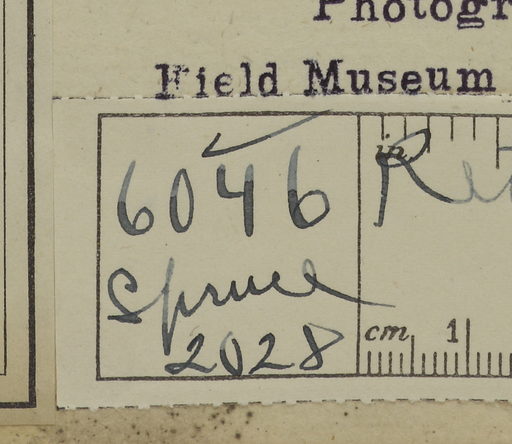 Photogr
Field Museum
6046
Spruce
2028
in.
cm 1